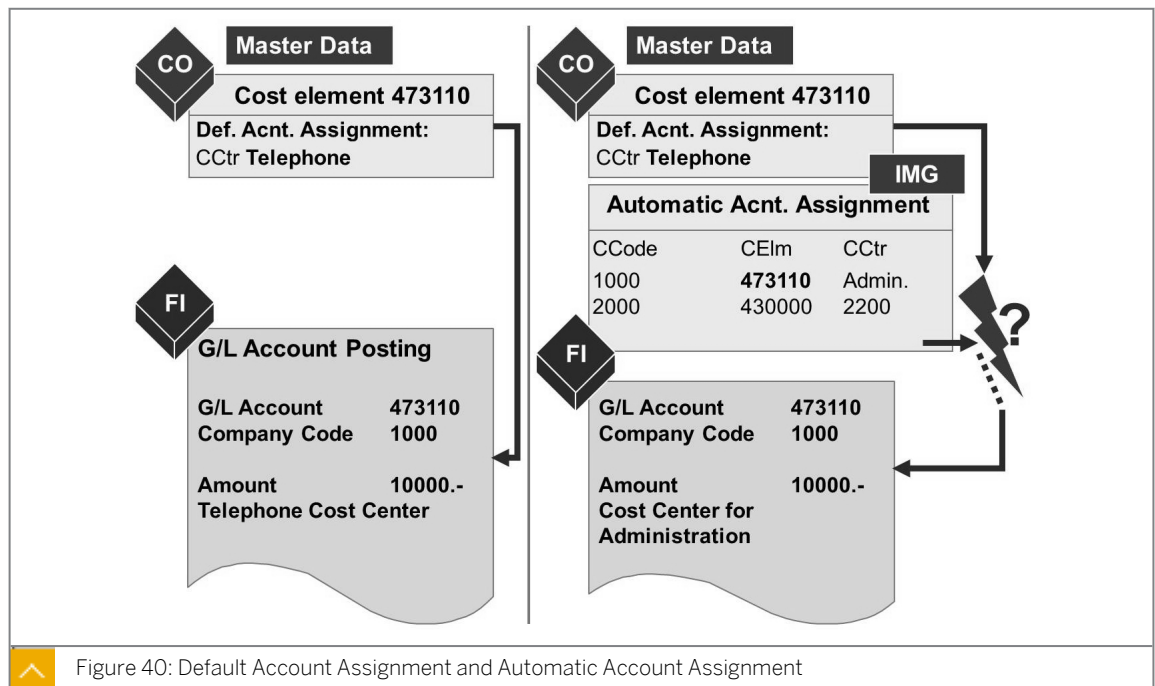 CO
Master Data
Cost element 473110
Def. Acnt. Assignment:
CCtr Telephone
FI
G/L Account Posting
G/L Account 473110
Company Code 1000
Amount 10000.-
Telephone Cost Center
CO
Master Data
Cost element 473110
Def. Acnt. Assignment:
CCtr Telephone
IMG
Automatic Acnt. Assignment
CCode CElm CCtr
1000 473110 Admin.
2000 430000 2200
?
FI
G/L Account 473110
Company Code 1000
Amount 10000.-
Cost Center for
Administration
Figure 40: Default Account Assignment and Automatic Account Assignment